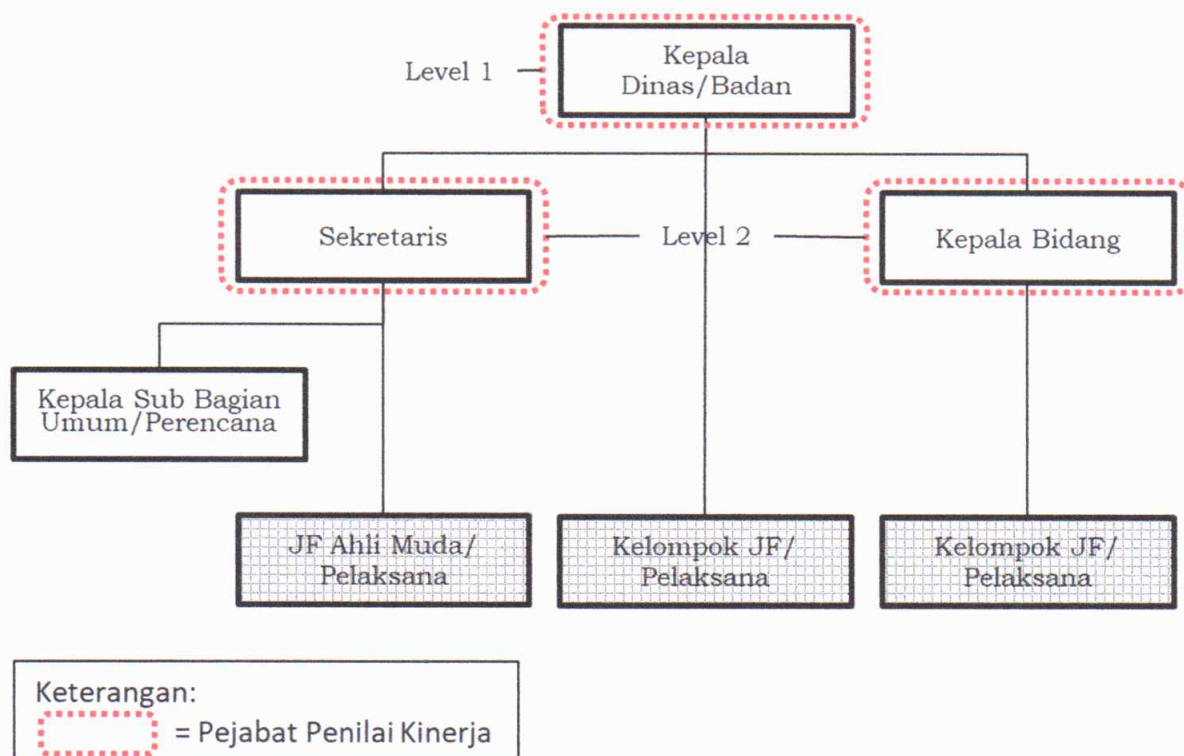 Level 1
Kepala
Dinas/Badan
Sekretaris
Level 2
Kepala Bidang
Kepala Sub Bagian
Umum/Perencana
JF Ahli Muda/
Pelaksana
Kelompok JF/
Pelaksana
Kelompok JF/
Pelaksana
Keterangan:
= Pejabat Penilai Kinerja